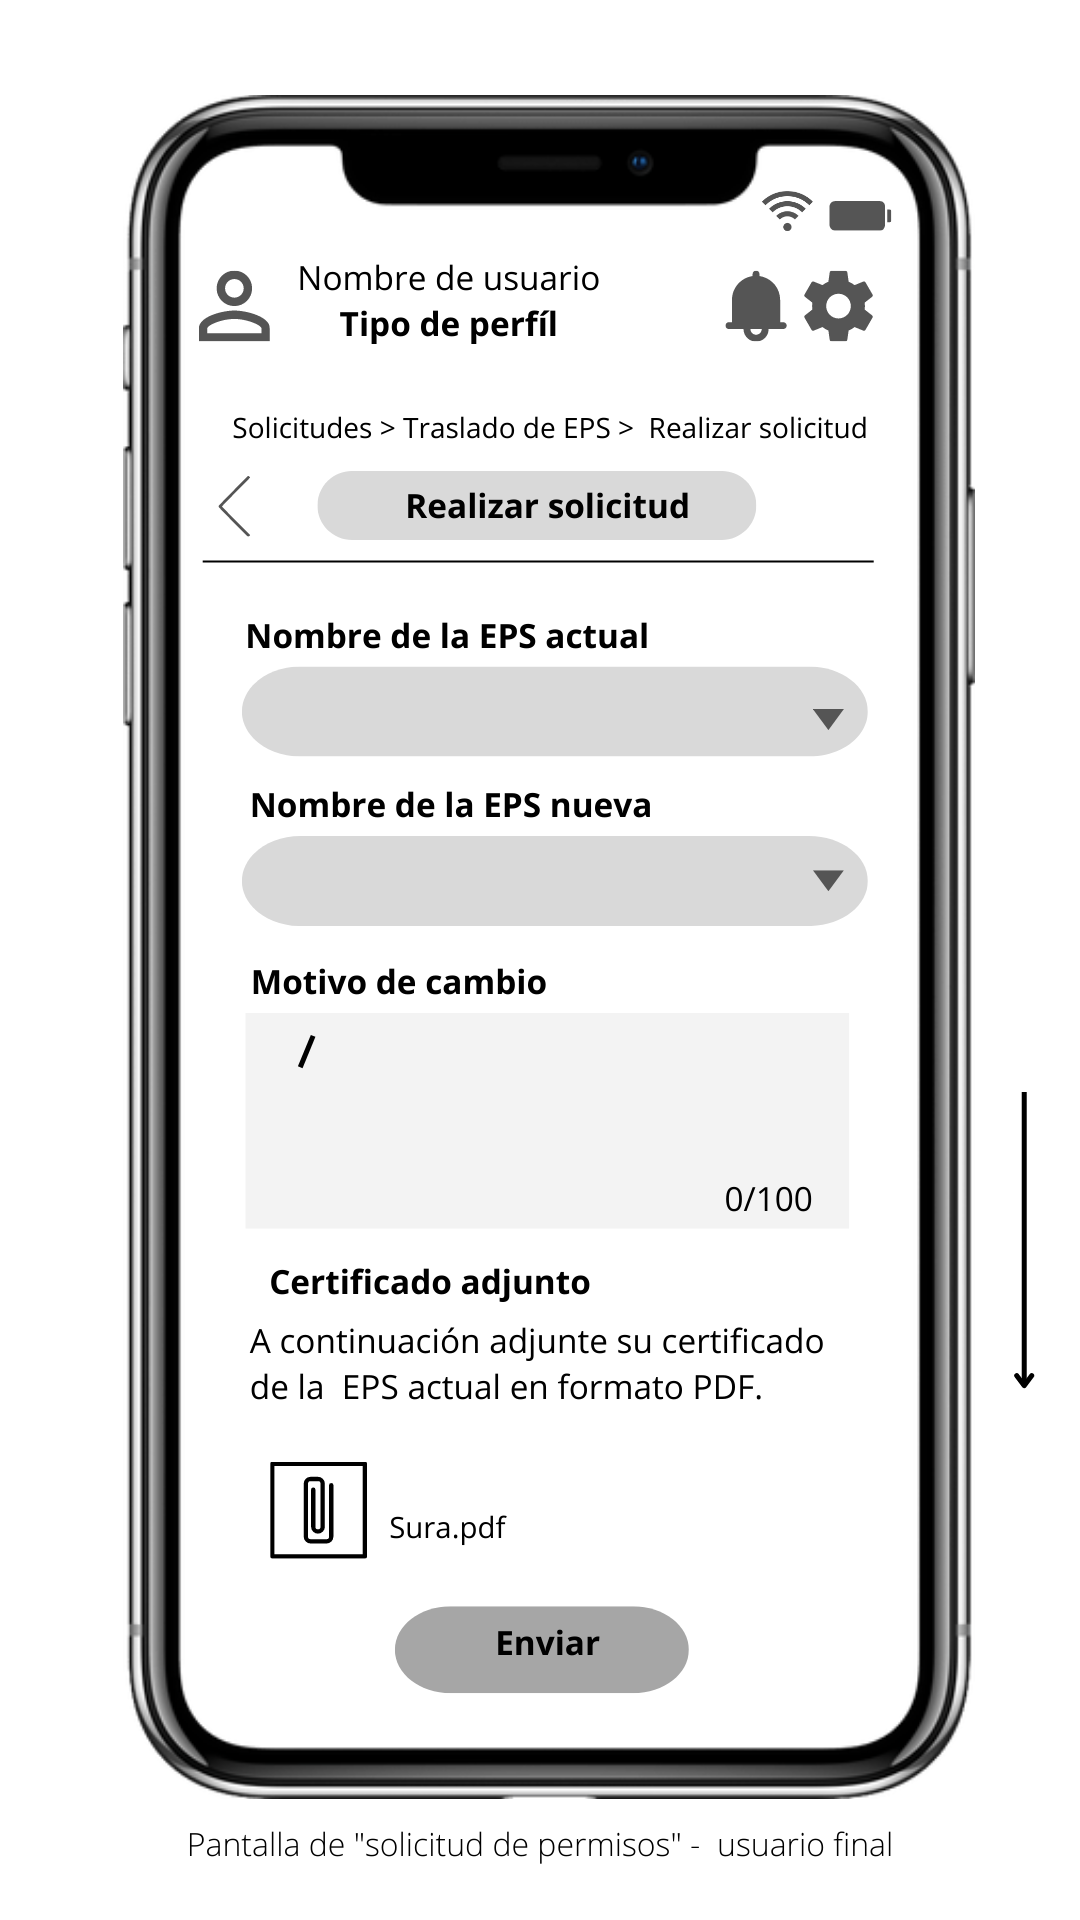 Nombre de usuario
Tipo de perfíl
Solicitudes > Traslado de EPS >  Realizar solicitud
Realizar solicitud
Nombre de la EPS actual
Nombre de la EPS nueva
Motivo de cambio
/
0/100
Certificado adjunto
A continuación adjunte su certificado
de la  EPS actual en formato PDF.
Sura.pdf
Enviar
Pantalla de "solicitud de permisos" -  usuario final